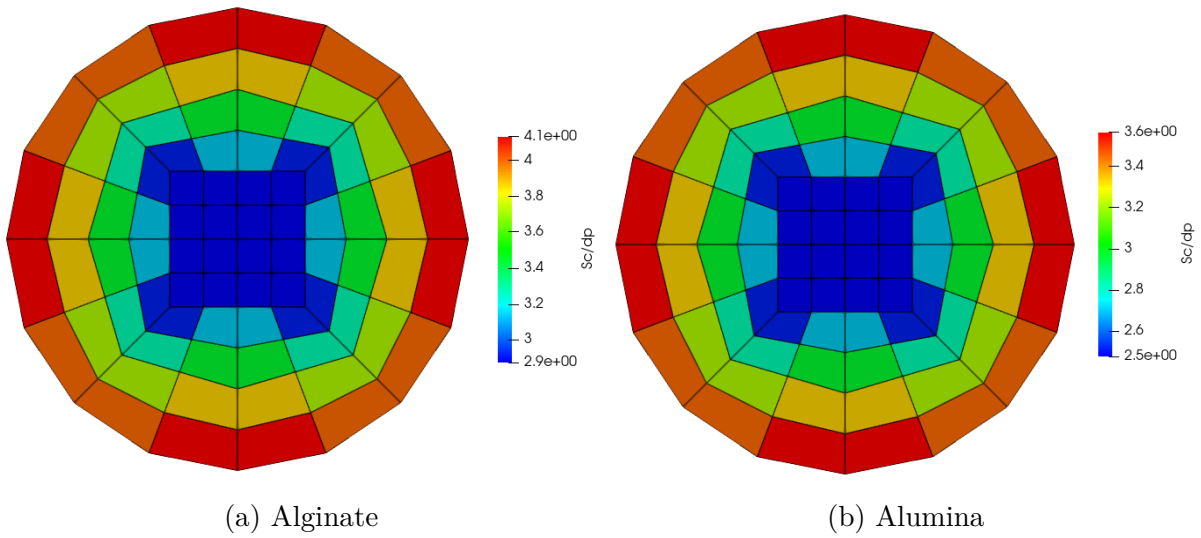 4.1e+00
4
3.8
3.6
3.4
3.2
3
2.9e+00
Sc/dp
3.6e+00
3.4
3.2
3
2.8
2.6
2.5e+00
Sc/dp
(a) Alginate
(b) Alumina